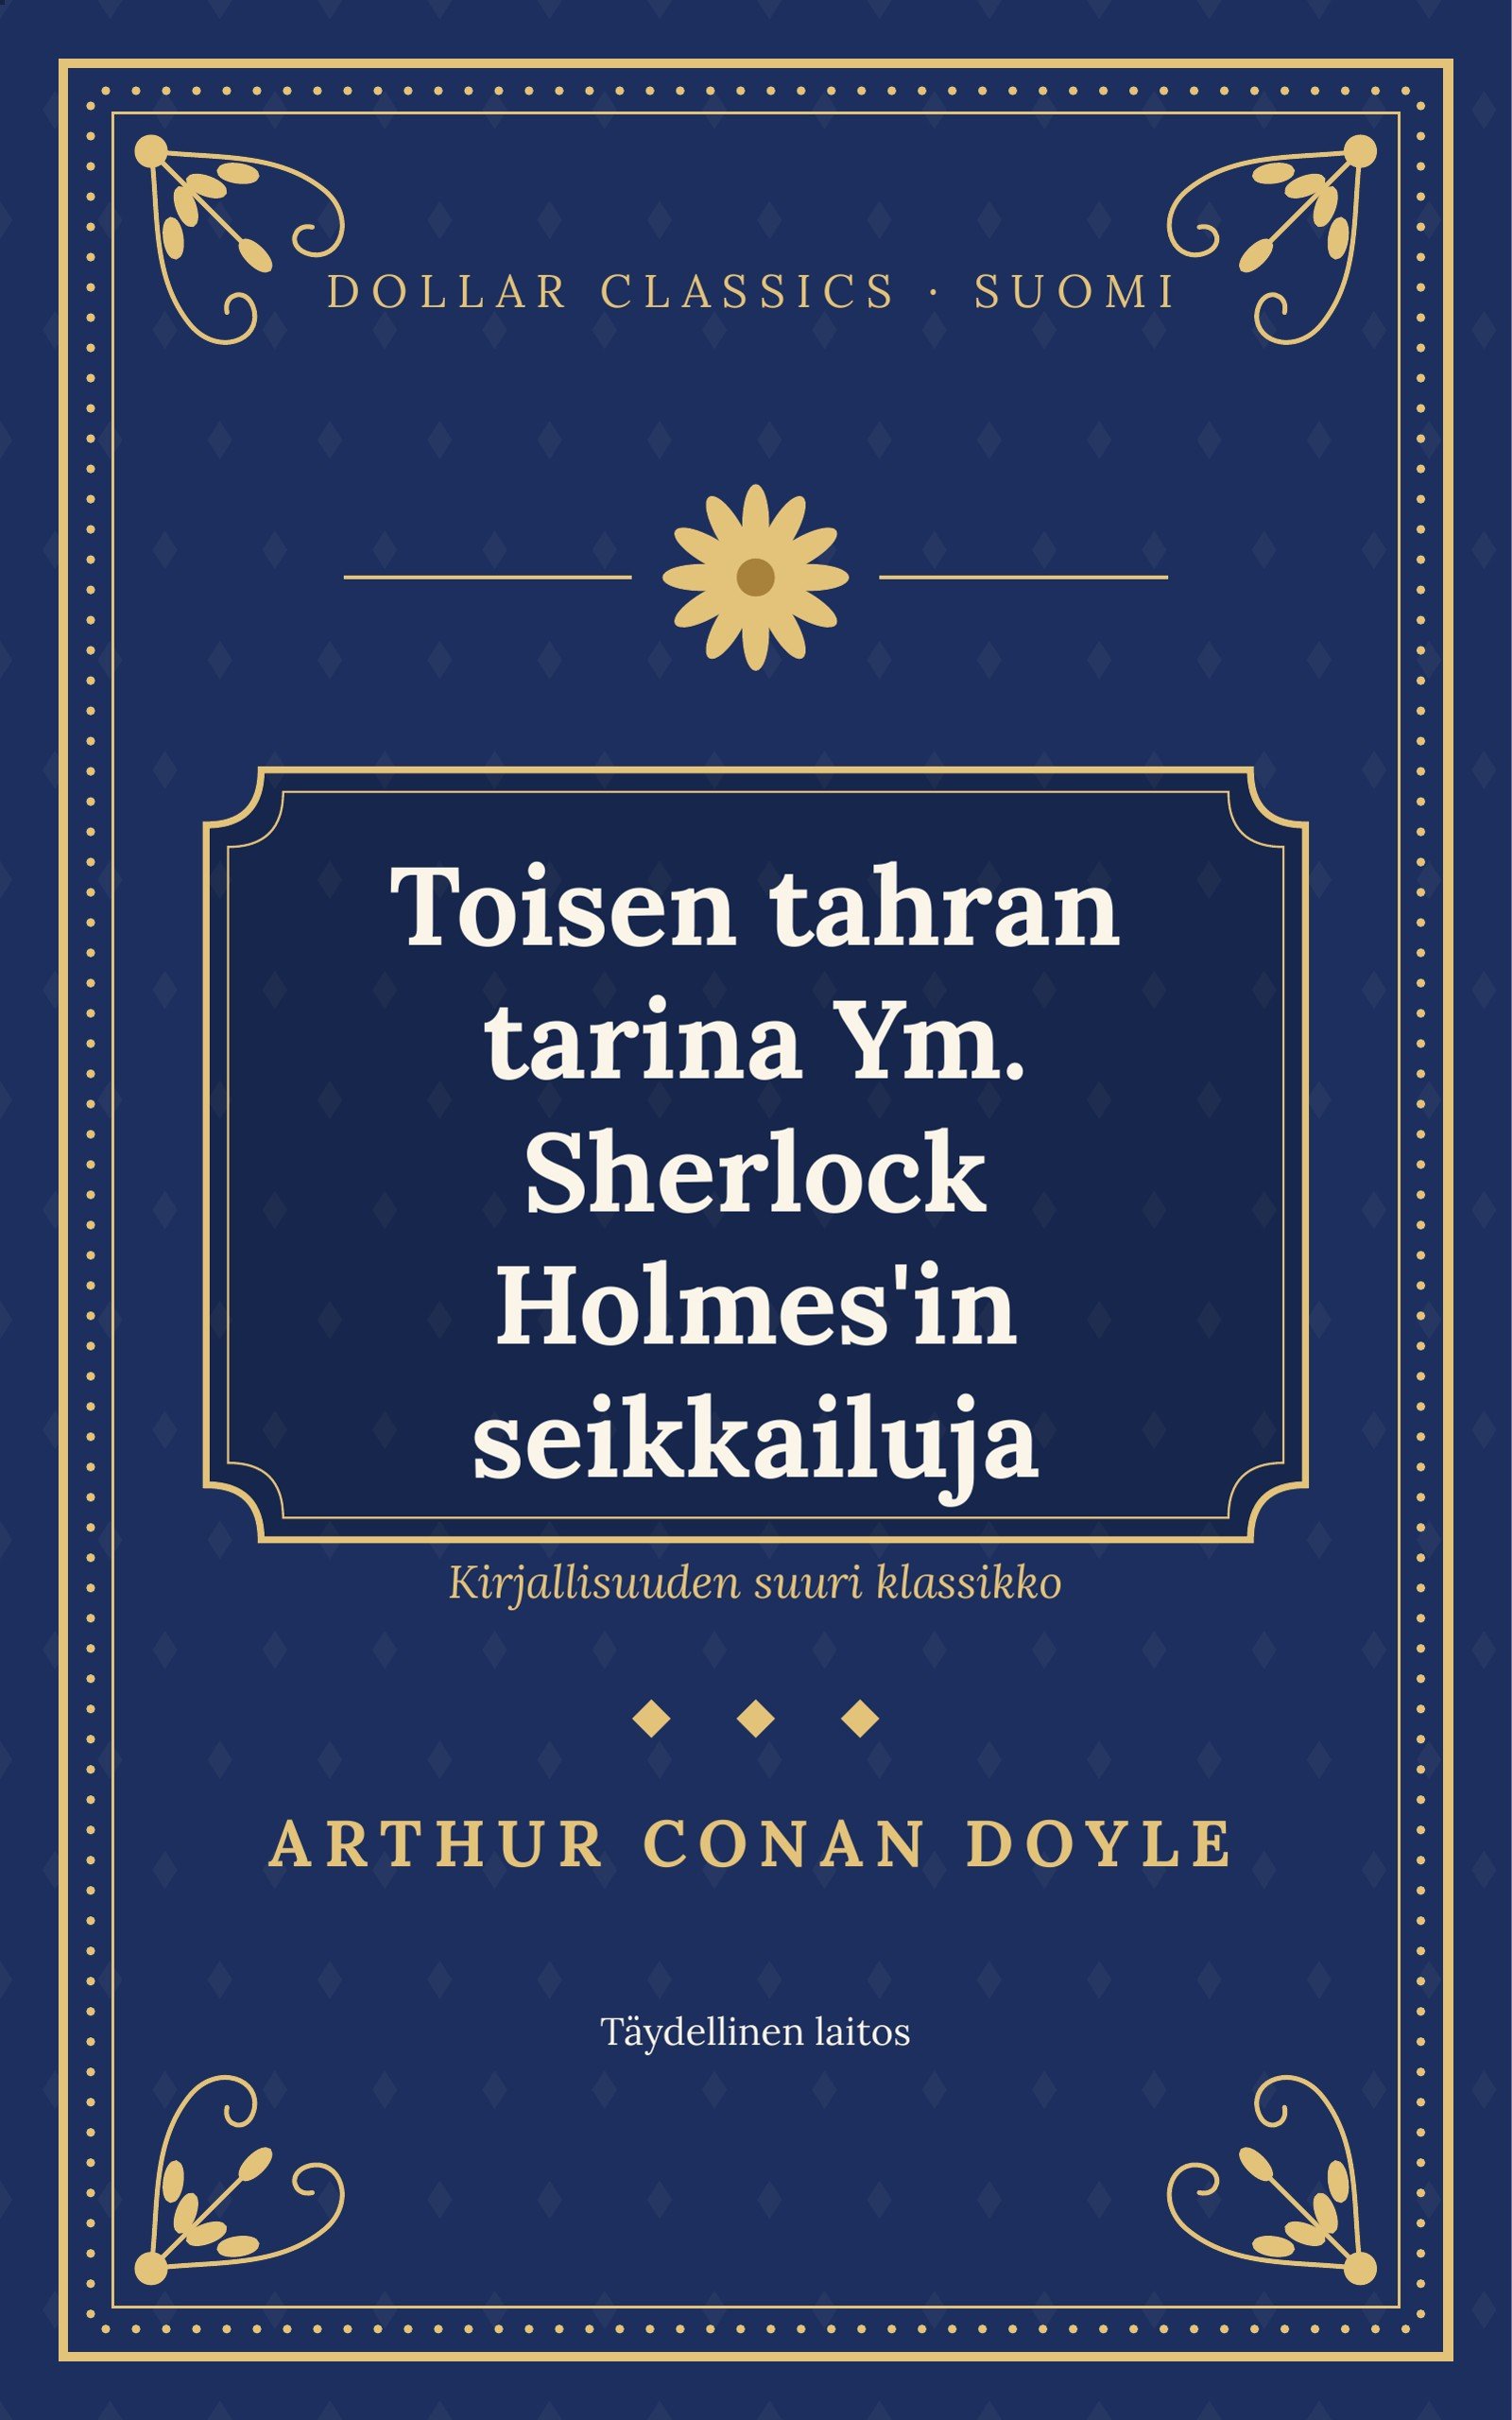 DOLLAR CLASSICS · SUOMI
Toisen tahran
tarina Ym.
Sherlock
Holmes'in
seikkailuja
Kirjallisuuden suuri klassikko
ARTHUR CONAN DOYLE
Täydellinen laitos